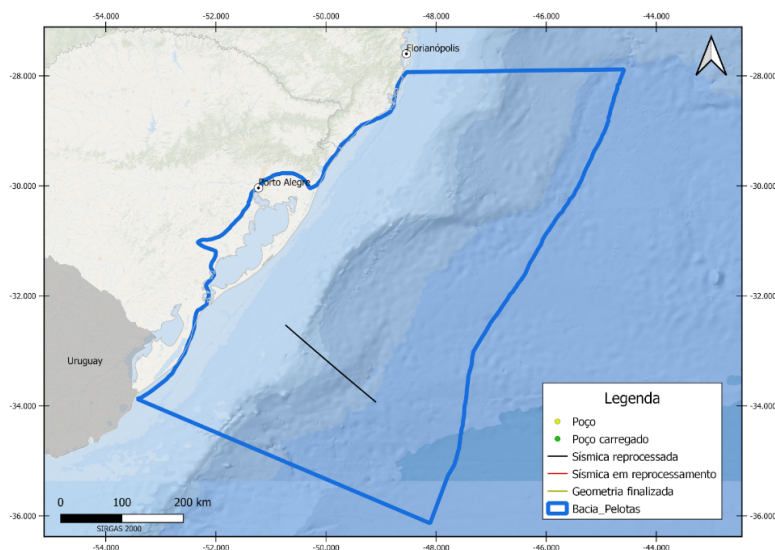 -54.000 -52.000 -50.000 -48.000 -46.000 -44.000
Florianópolis
-28.000 -28.000
-30.000 Porto Alegre -30.000
-32.000 -32.000
Uruguay
-34.000 -34.000
Legenda
Poço
Poço carregado
Sísmica reprocessada
Sísmica em reprocessamento
Geometria finalizada
Bacia_Pelotas
0 100 200 km
SIRGAS 2000
-36.000 -36.000
-54.000 -52.000 -50.000 -48.000 -46.000 -44.000